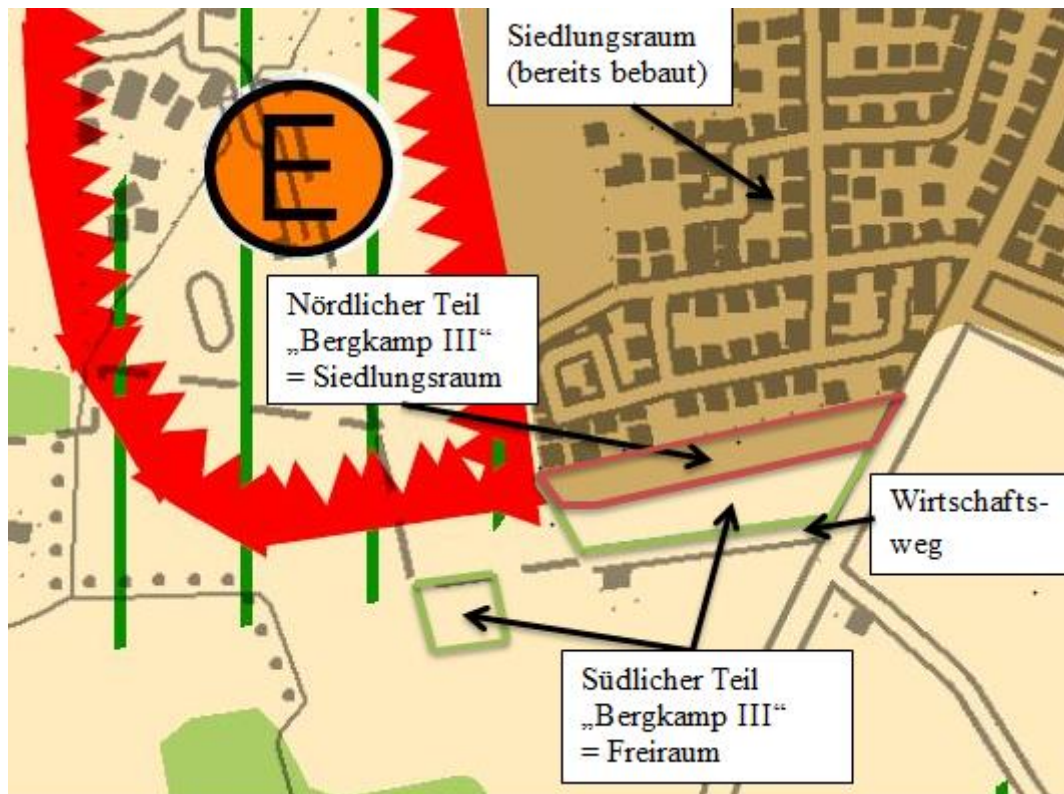 Siedlungsraum
(bereits bebaut)
E
Nördlicher Teil
„Bergkamp III“
= Siedlungsraum
Wirtschafts-
weg
Südlicher Teil
„Bergkamp III“
= Freiraum